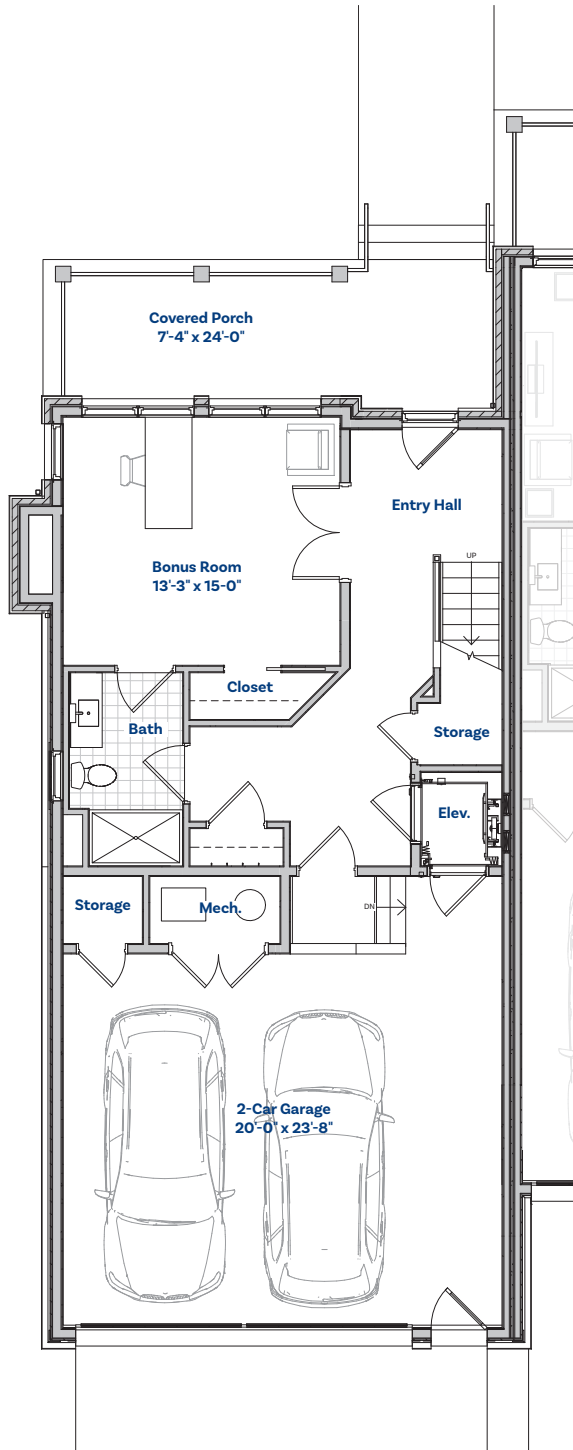 Covered Porch
7'-4" x 24'-0"
Entry Hall
UP
Bonus Room
13'-3" x 15-0"
Closet
Bath
Storage
Elev.
Storage
Mech.
DN
2-Car Garage
20'-0" x 23'-8"